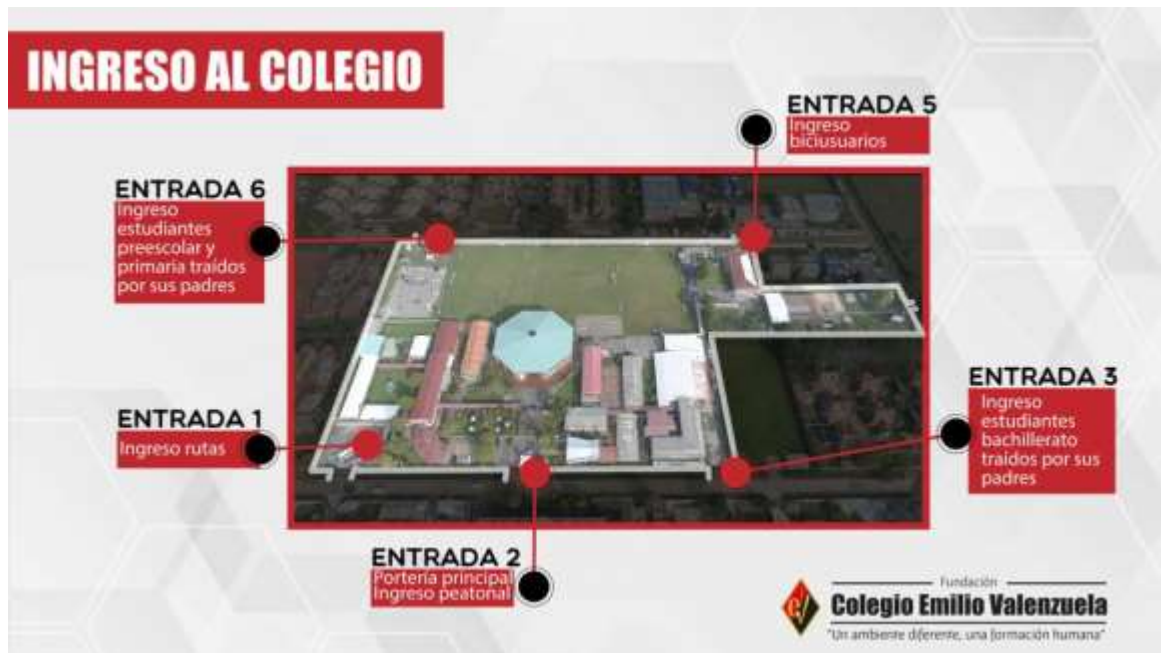 INGRESO AL COLEGIO
ENTRADA 5
Ingreso
biciusuarios
ENTRADA 6
Ingreso
estudiantes
preescolar y
primaria traídos
por sus padres
ENTRADA 3
Ingreso
estudiantes
bachillerato
traídos por sus
padres
ENTRADA 1
Ingreso rutas
ENTRADA 2
Portería principal
Ingreso peatonal
Fundación
Colegio Emilio Valenzuela
"Un ambiente diferente, una formación humana"